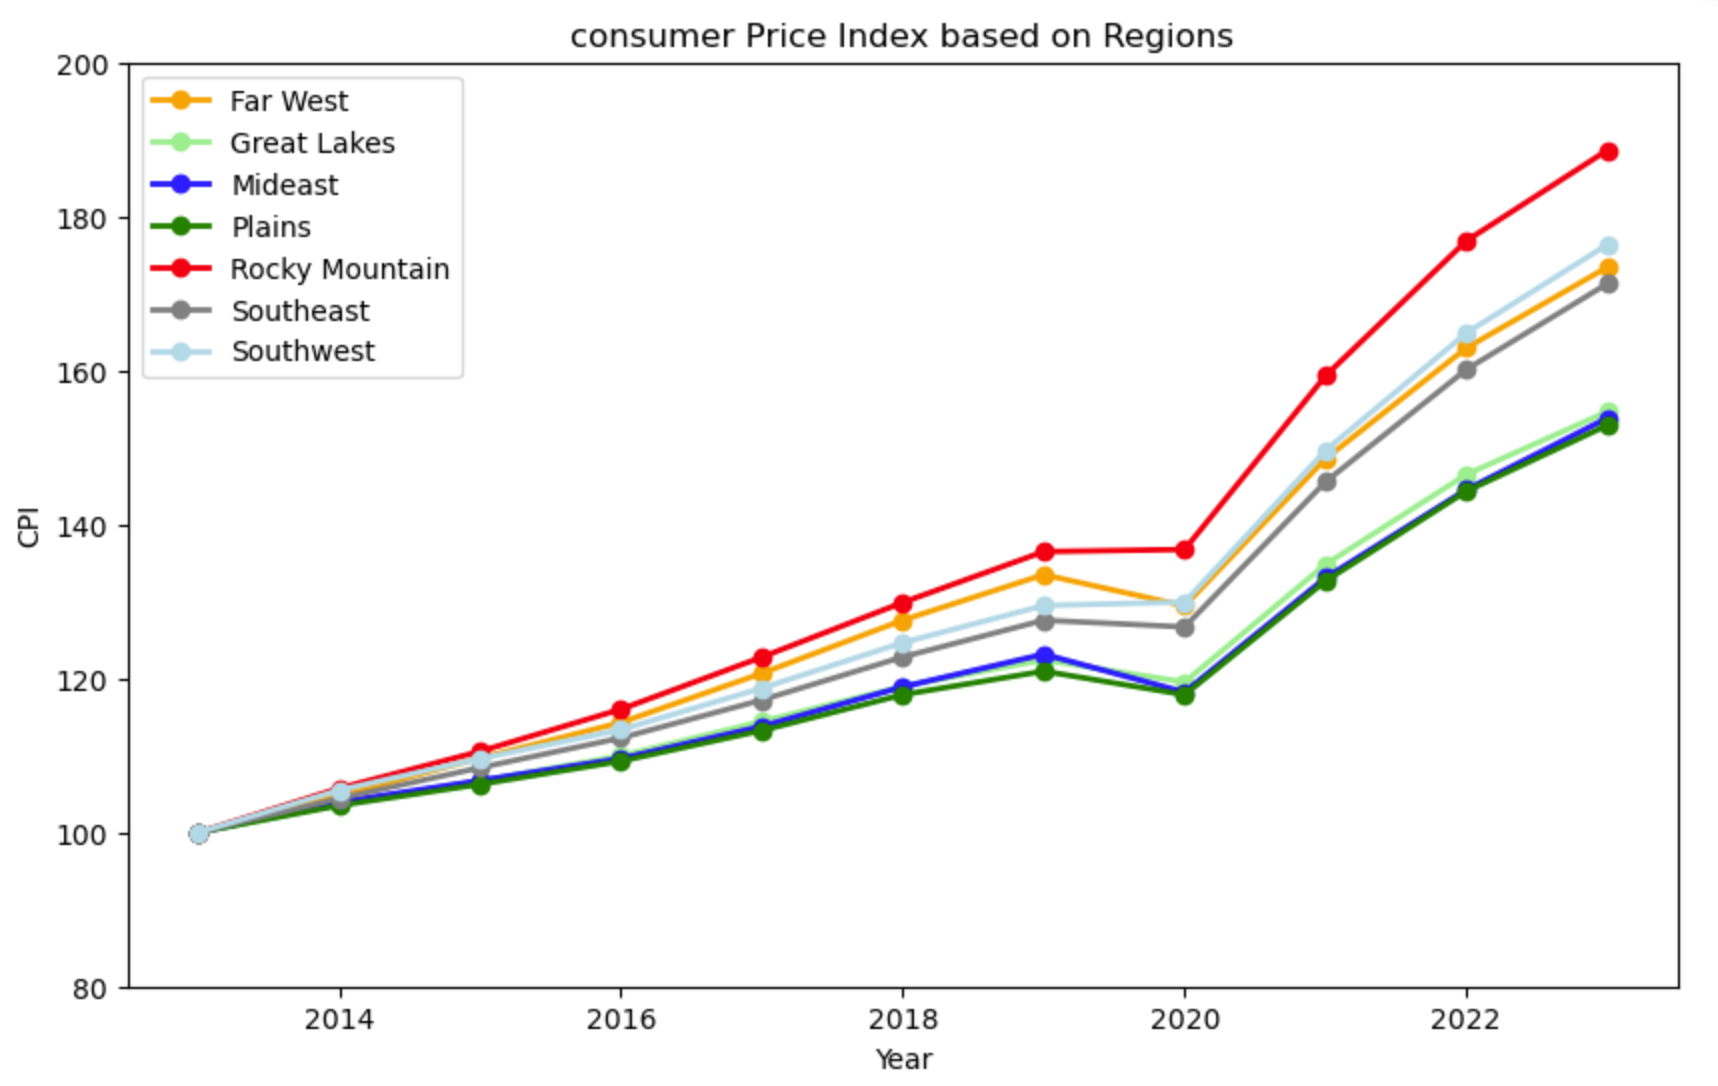 consumer Price Index based on Regions
200
180
160
140
120
100
80
CPI
Far West
Great Lakes
Mideast
Plains
Rocky Mountain
Southeast
Southwest
2014
2016
2018
2020
2022
Year